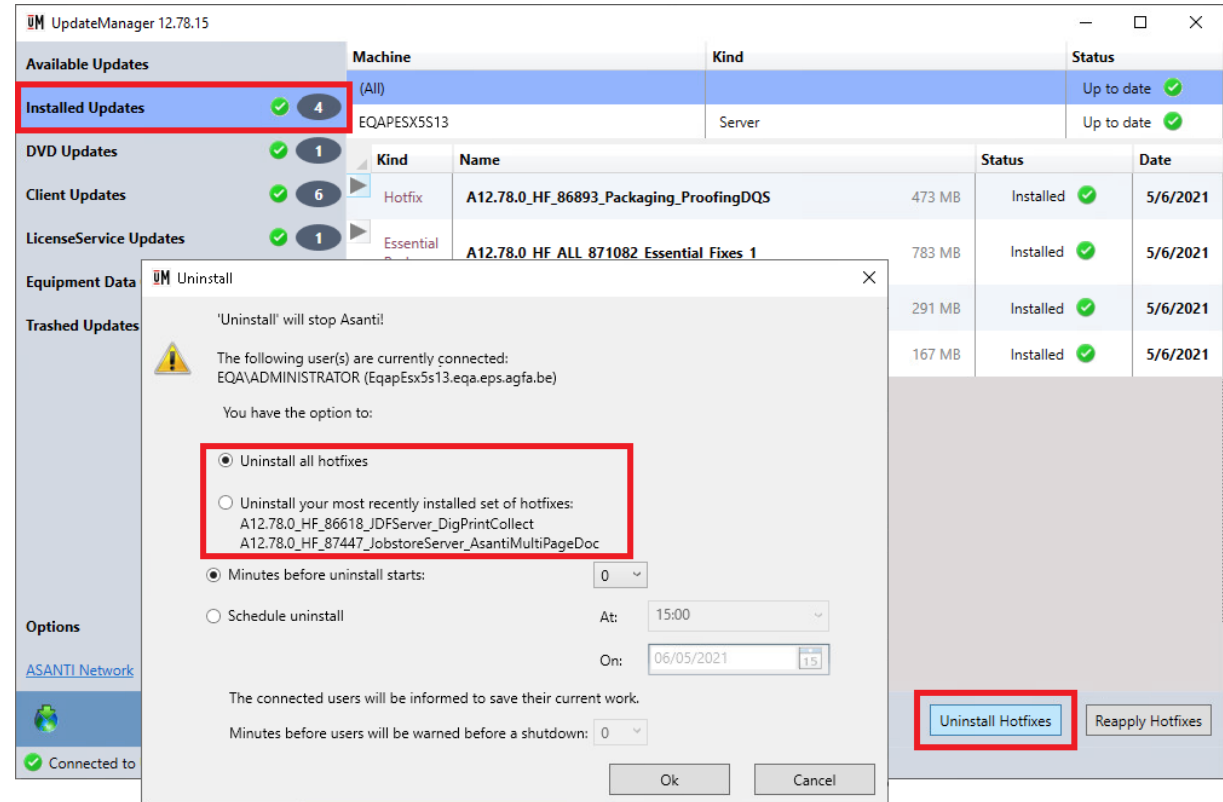 UM UpdateManager 12.78.15
Available Updates
Installed Updates 4
DVD Updates 1
Client Updates 6
LicenseService Updates 1
Equipment Data
Trashed Updates
Options
ASANTI Network
Connected to
Machine Kind Status
(All) Up to date
EQAPESX5S13 Server Up to date
Kind Name Status Date
Hotfix A12.78.0_HF_86893_Packaging_ProofingDQS 473 MB Installed 5/6/2021
Essential A12.78.0_HF_ALL_871082_Essential_Fixes_1 783 MB Installed 5/6/2021
291 MB Installed 5/6/2021
167 MB Installed 5/6/2021
UM Uninstall
'Uninstall' will stop Asanti!
The following user(s) are currently connected:
EQA\ADMINISTRATOR (EqapEsx5s13.eqa.eps.agfa.be)
You have the option to:
Uninstall all hotfixes
Uninstall your most recently installed set of hotfixes:
A12.78.0_HF_86618_JDFServer_DigPrintCollect
A12.78.0_HF_87447_JobstoreServer_AsantiMultiPageDoc
Minutes before uninstall starts: 0
Schedule uninstall At: 15:00
On: 06/05/2021 15
The connected users will be informed to save their current work.
Minutes before users will be warned before a shutdown: 0
Ok Cancel
Uninstall Hotfixes Reapply Hotfixes